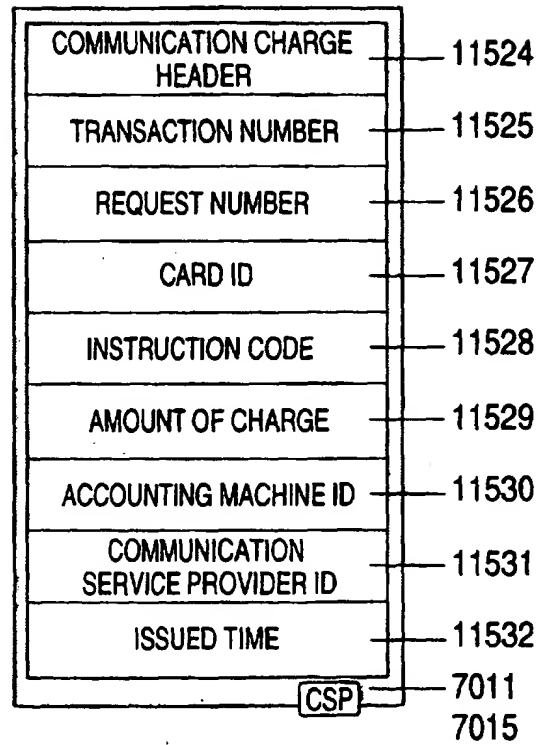 COMMUNICATION CHARGE
HEADER
11524
TRANSACTION NUMBER
11525
REQUEST NUMBER
11526
CARD ID
11527
INSTRUCTION CODE
11528
AMOUNT OF CHARGE
11529
ACCOUNTING MACHINE ID
11530
COMMUNICATION
SERVICE PROVIDER ID
11531
ISSUED TIME
11532
CSP
7011
7015